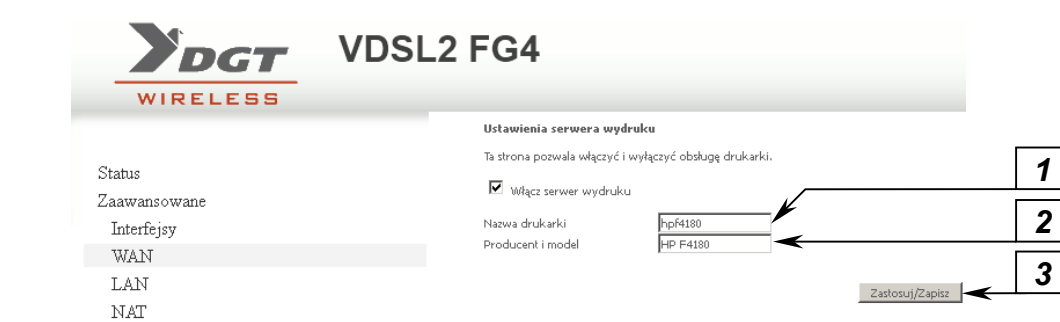 DGT
WIRELESS
VDSL2 FG4
Status
Zaawansowane
Interfejsy
WAN
LAN
NAT
Ustawienia serwera wydruku
Ta strona pozwala włączyć i wyłączyć obsługę drukarki.
Włącz serwer wydruku
Nazwa drukarki hpf4180
Producent i model HP F4180
Zastosuj/Zapisz
1
2
3